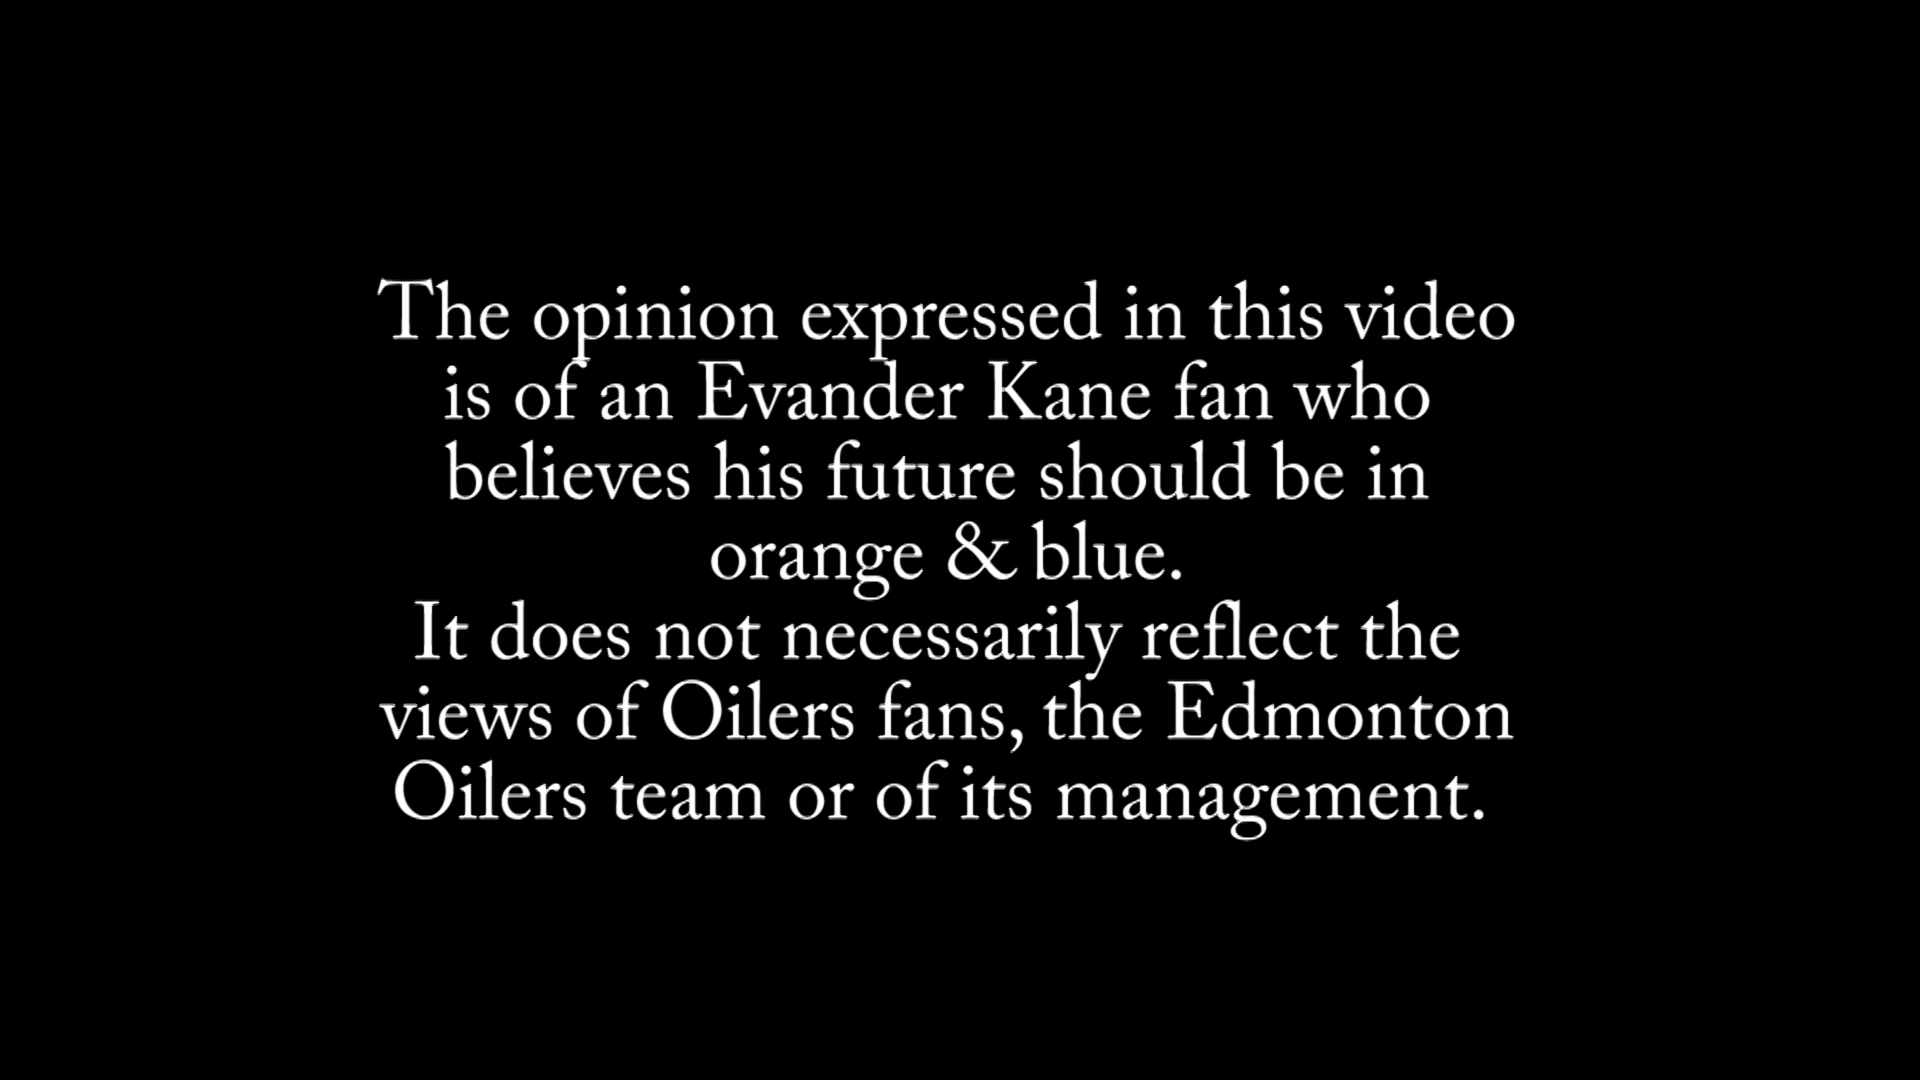 The opinion expressed in this video
is of an Evander Kane fan who
believes his future should be in
orange & blue.
It does not necessarily reflect the
views of Oilers fans, the Edmonton
Oilers team or of its management.